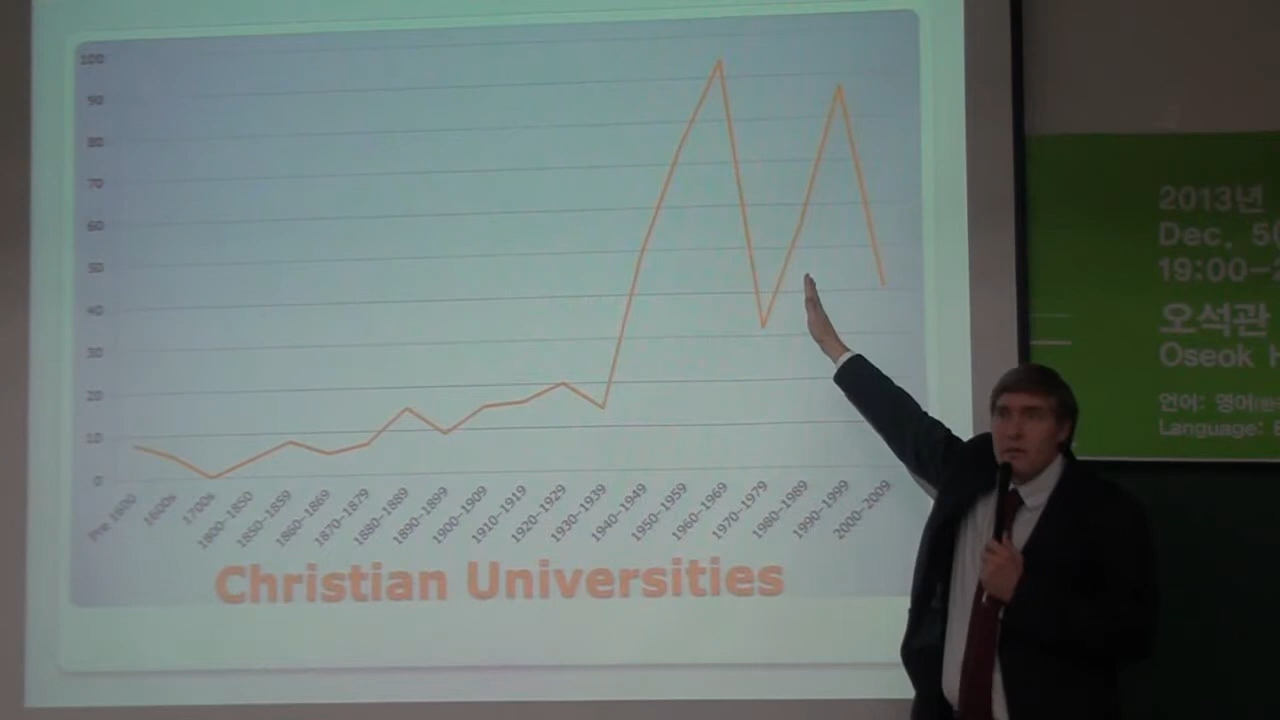 100
90
80
70
60
50
40
30
20
10
0
Pre 1600
1600s
1700s
1800-1850
1850-1859
1860-1869
1870-1879
1880-1889
1890-1899
1900-1909
1910-1919
1920-1929
1930-1939
1940-1949
1950-1959
1960-1969
1970-1979
1980-1989
1990-1999
2000-2009
Christian Universities
2013년
Dec. 5(
19:00-
오석관
Oseok H
언어: 영어
Language: